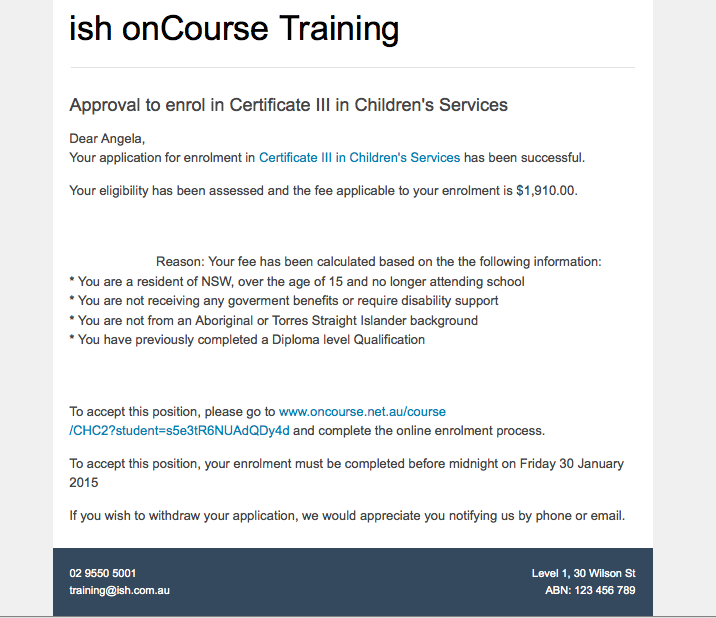 ish onCourse Training
Approval to enrol in Certificate III in Children's Services
Dear Angela,
Your application for enrolment in Certificate III in Children's Services has been successful.
Your eligibility has been assessed and the fee applicable to your enrolment is $1,910.00.
Reason: Your fee has been calculated based on the the following information:
* You are a resident of NSW, over the age of 15 and no longer attending school
* You are not receiving any goverment benefits or require disability support
* You are not from an Aboriginal or Torres Straight Islander background
* You have previously completed a Diploma level Qualification
To accept this position, please go to www.oncourse.net.au/course
/CHC2?student=s5e3tR6NUAdQDy4d and complete the online enrolment process.
To accept this position, your enrolment must be completed before midnight on Friday 30 January
2015
If you wish to withdraw your application, we would appreciate you notifying us by phone or email.
02 9550 5001
Level 1, 30 Wilson St
training@ish.com.au
ABN: 123 456 789